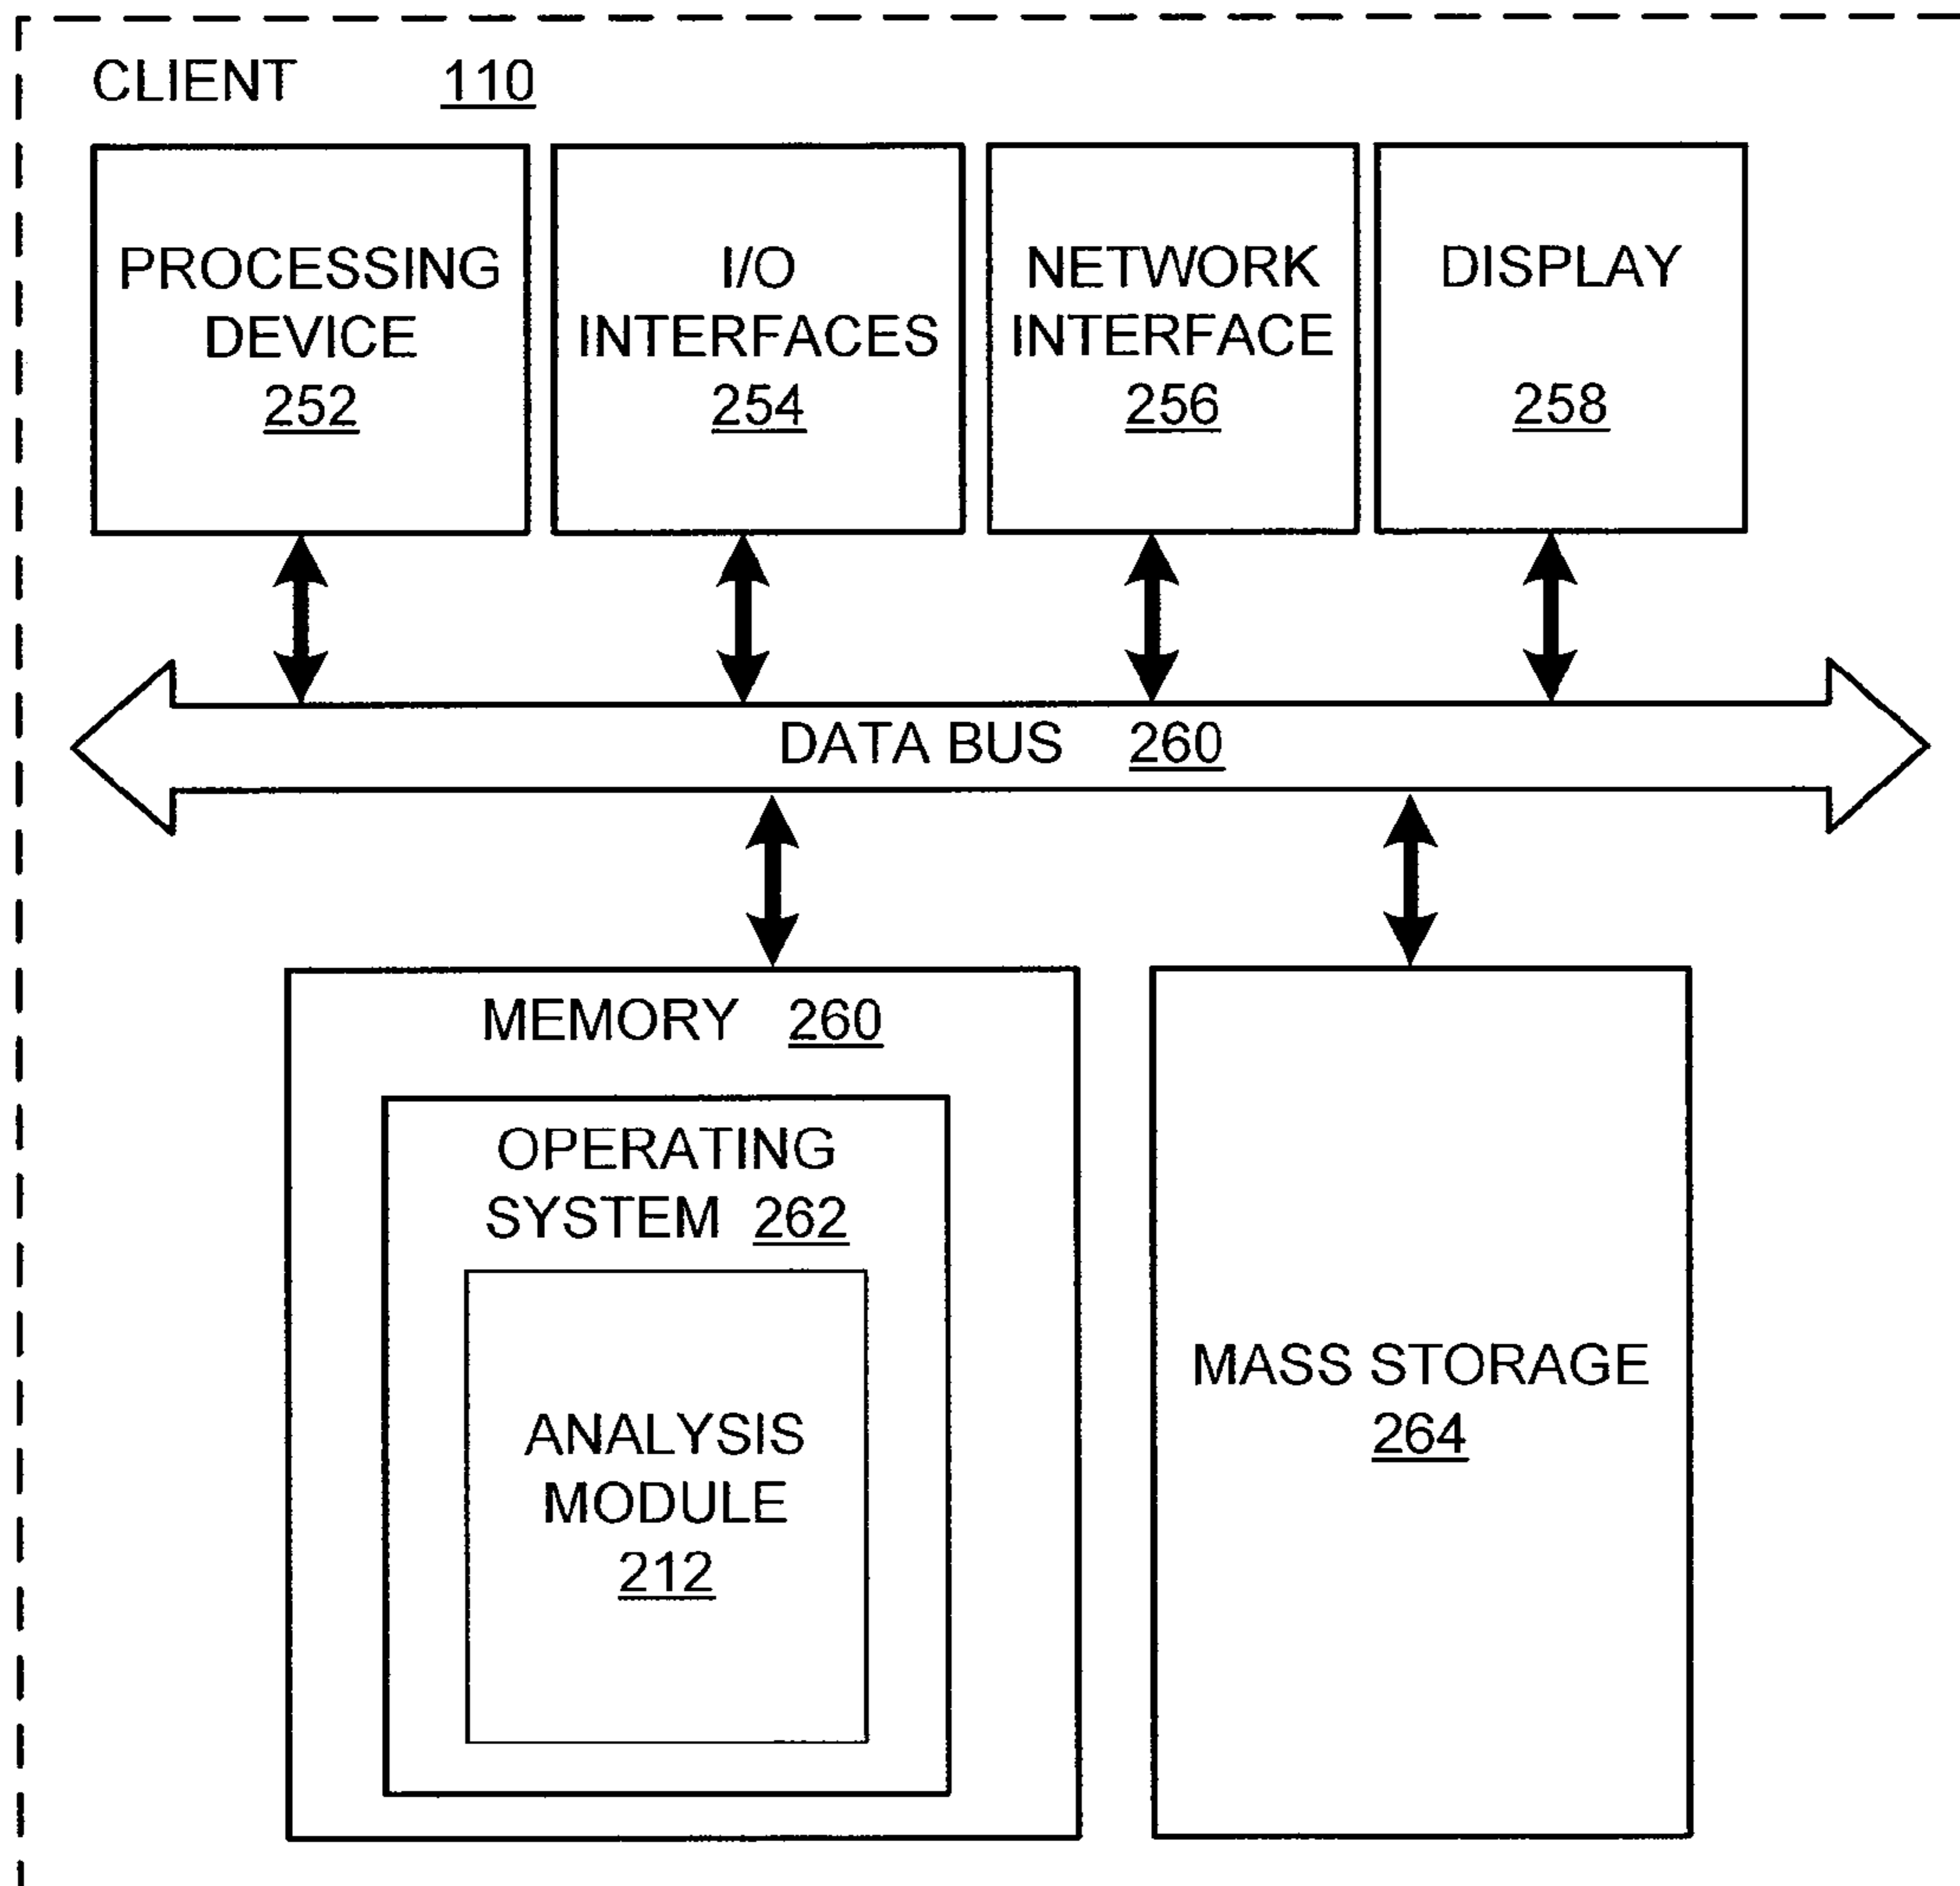 CLIENT 110
PROCESSING
DEVICE
252
I/O
INTERFACES
254
NETWORK
INTERFACE
256
DISPLAY
258
DATA BUS 260
MEMORY 260
OPERATING
SYSTEM 262
ANALYSIS
MODULE
212
MASS STORAGE
264